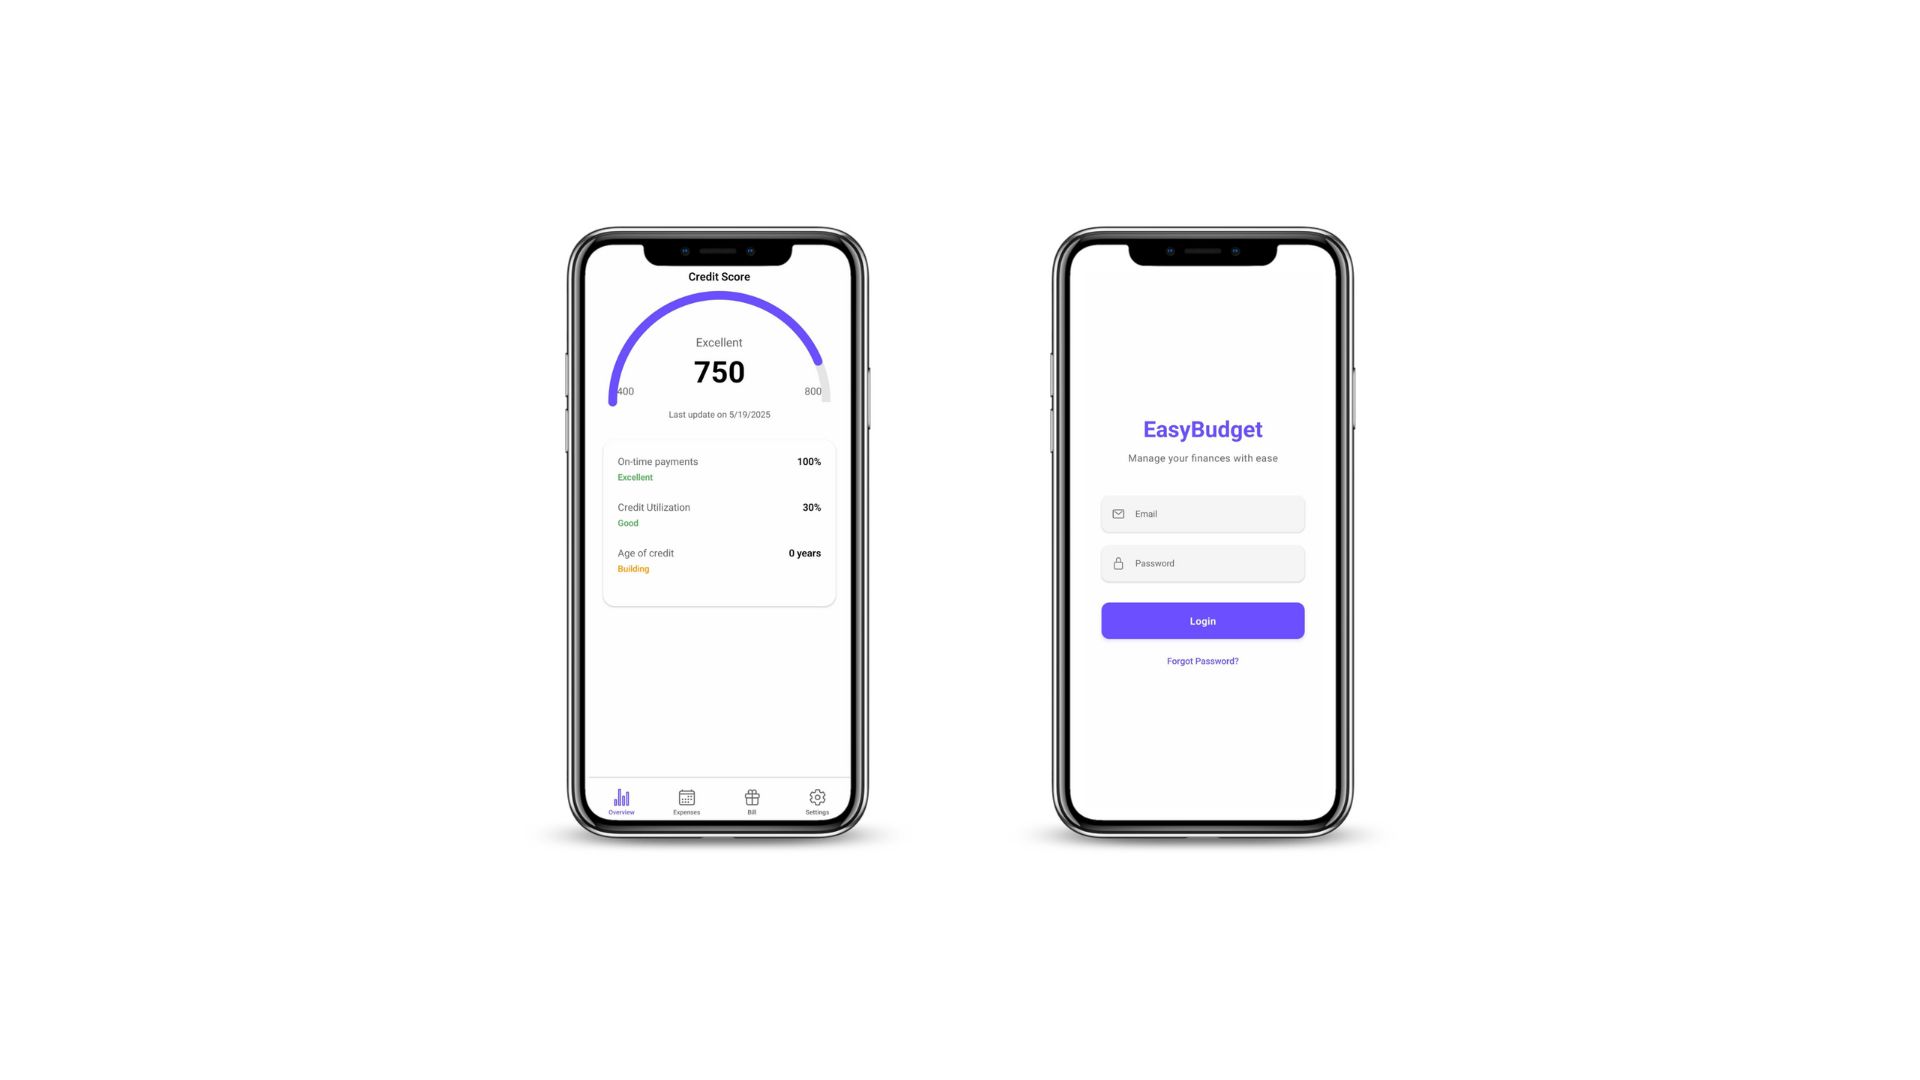 Credit Score
Excellent
750
400
800
Last update on 5/19/2025
On-time payments 100%
Excellent
Credit Utilization 30%
Good
Age of credit 0 years
Building
Overview Expenses Bill Settings
EasyBudget
Manage your finances with ease
Email
Password
Login
Forgot Password?